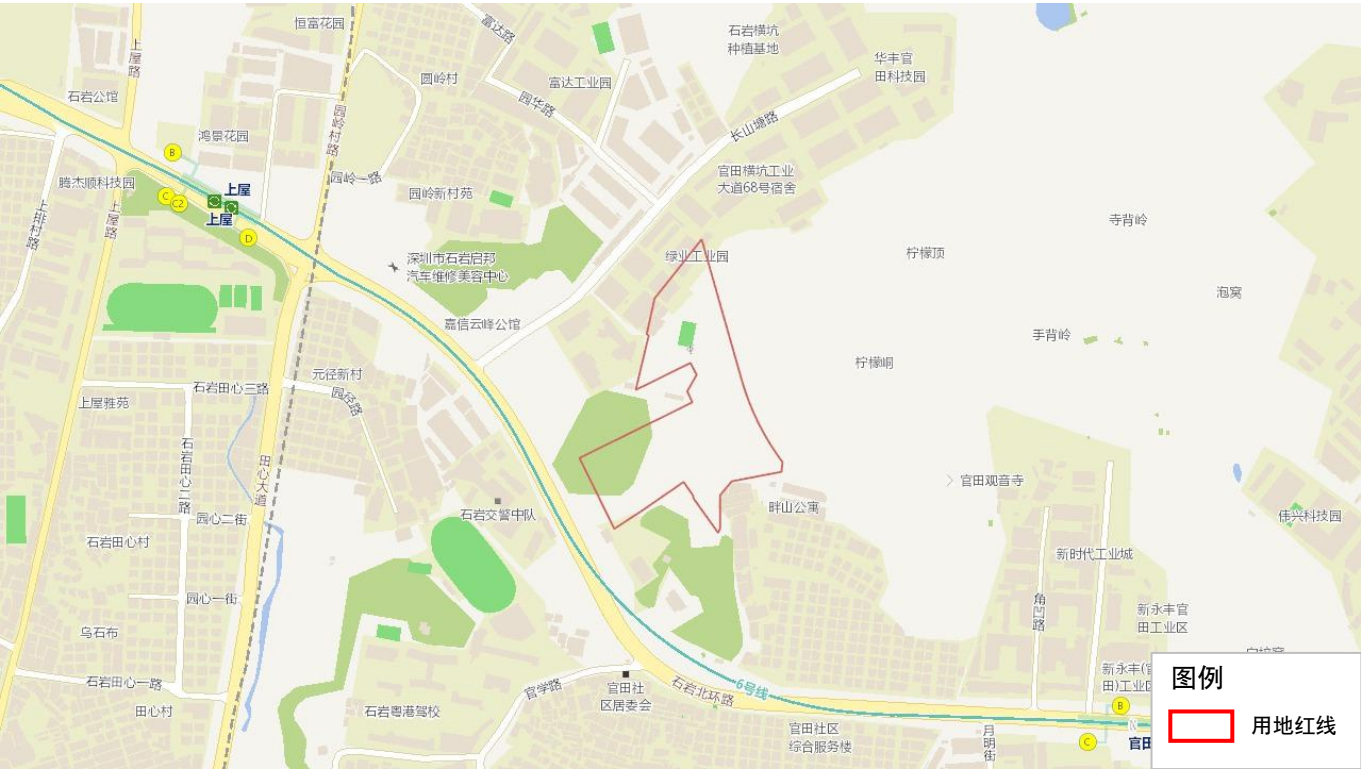 恒富花园
富达路
石岩横坑
种植基地
上屋路
华丰官
田科技园
圆岭村
富达工业园
石岩公馆
园华路
园岭村路
长山塘路
鸿景花园
B
园岭一路
官田横坑工业
大道68号宿舍
腾杰顺科技园
C
C2
上屋
上屋
园岭新村苑
上排村路
上屋路
D
寺背岭
深圳市石岩启邦
汽车维修美容中心
绿业工业园
柠檬顶
泡窝
嘉信云峰公馆
手背岭
柠檬峒
元径新村
石岩田心三路
园径路
上屋雅苑
石岩田心二路
田心大道
官田观音寺
石岩交警中队
畔山公寓
园心二街
伟兴科技园
石岩田心村
新时代工业城
园心一街
角凹路
新永丰官
田工业区
乌石布
石岩田心一路
官学路
官田社
区居委会
石岩北环路
6号线
新永丰(官
田)工业区
田心村
石岩粤港驾校
官田社区
综合服务楼
月明街
B
C
官田
图例
用地红线